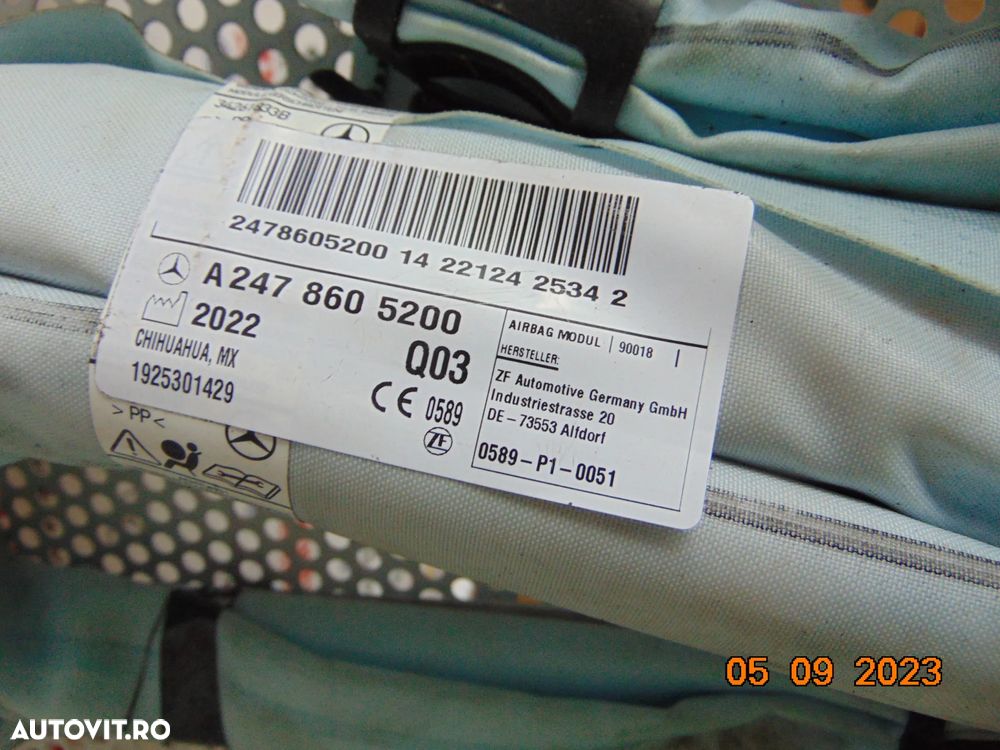 2478605200 14 22124 2534 2
A 247 860 5200
2022
Q03
CHIHUAHUA, MX
1925301429
CE 0589
ZF
AIRBAG MODUL 90018
HERSTELLER:
ZF Automotive Germany GmbH
Industriestrasse 20
DE-73553 Alfdorf
0589-P1-0051
>PP<
05 09 2023
AUTOVIT.RO